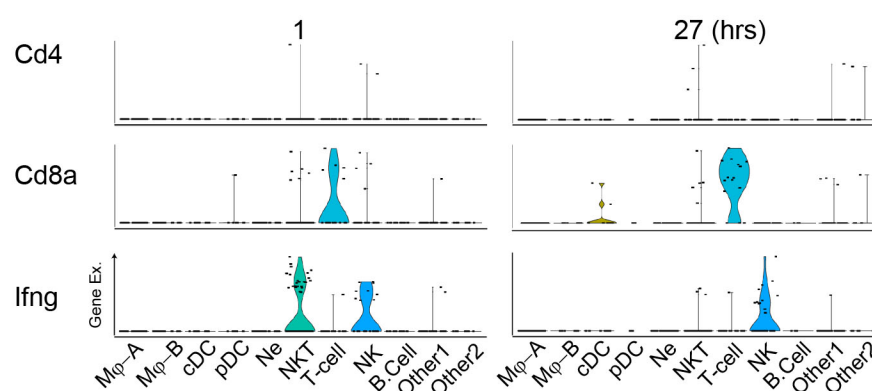 1 27 (hrs)
Cd4
Cd8a
Ifng
Gene Ex.
Mφ–A Mφ–B cDC pDC Ne NKT T-cell NK B.Cell Other1 Other2
Mφ–A Mφ–B cDC pDC Ne NKT T-cell NK B.Cell Other1 Other2